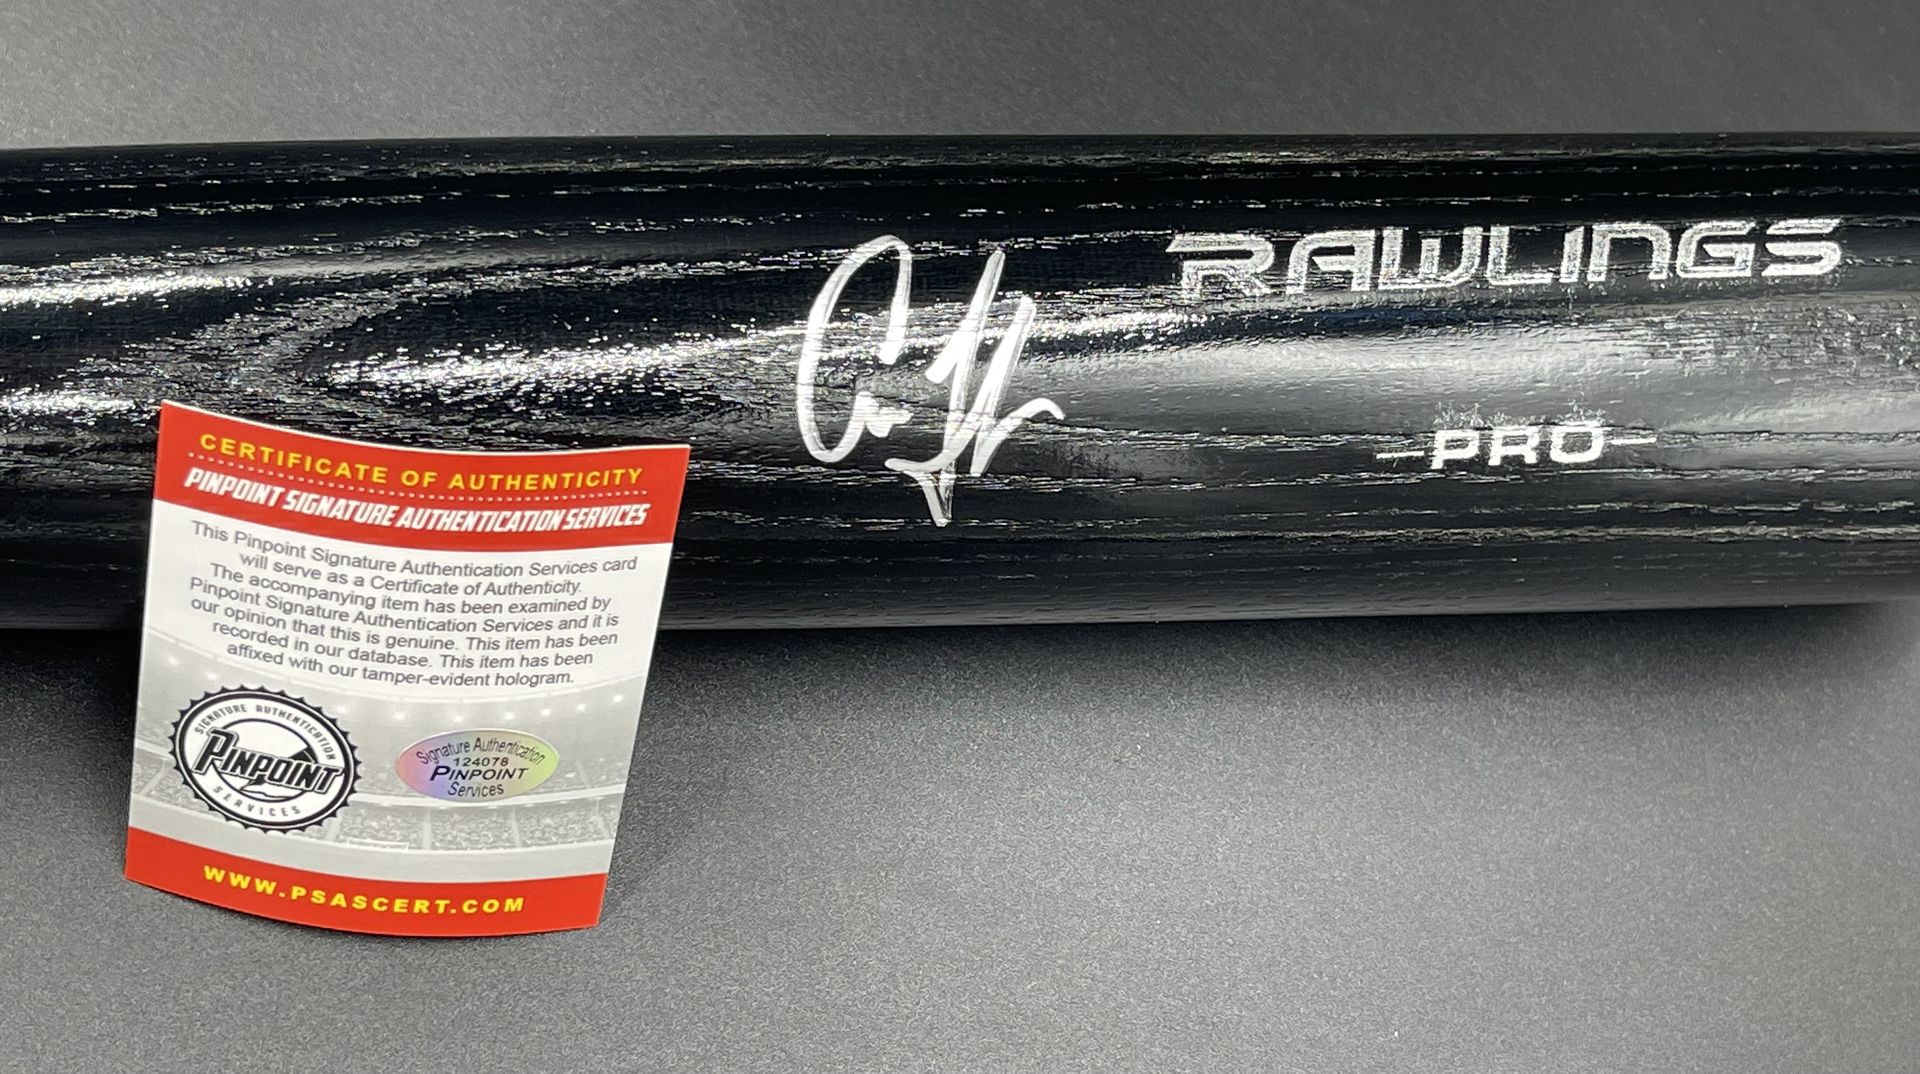 RAWLINGS
—PRO—
CERTIFICATE OF AUTHENTICITY
PINPOINT SIGNATURE AUTHENTICATION SERVICES
This Pinpoint Signature Authentication Services card
will serve as a Certificate of Authenticity.
The accompanying item has been examined by
Pinpoint Signature Authentication Services and it is
our opinion that this is genuine. This item has been
recorded in our database. This item has been
affixed with our tamper-evident hologram.
SIGNATURE AUTHENTICATION
PINPOINT
SERVICES
Signature Authentication
124078
PINPOINT
Services
WWW.PSASCERT.COM